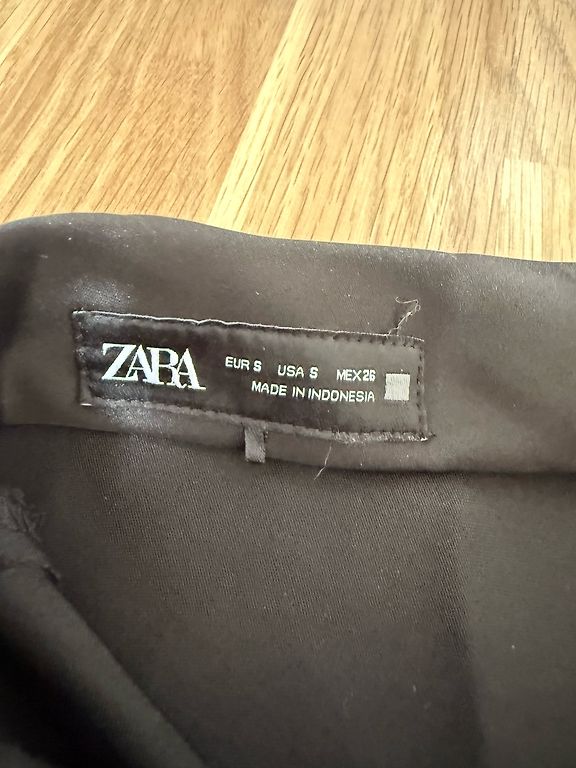 ZARA
EUR S USA S MEX 26
MADE IN INDONESIA